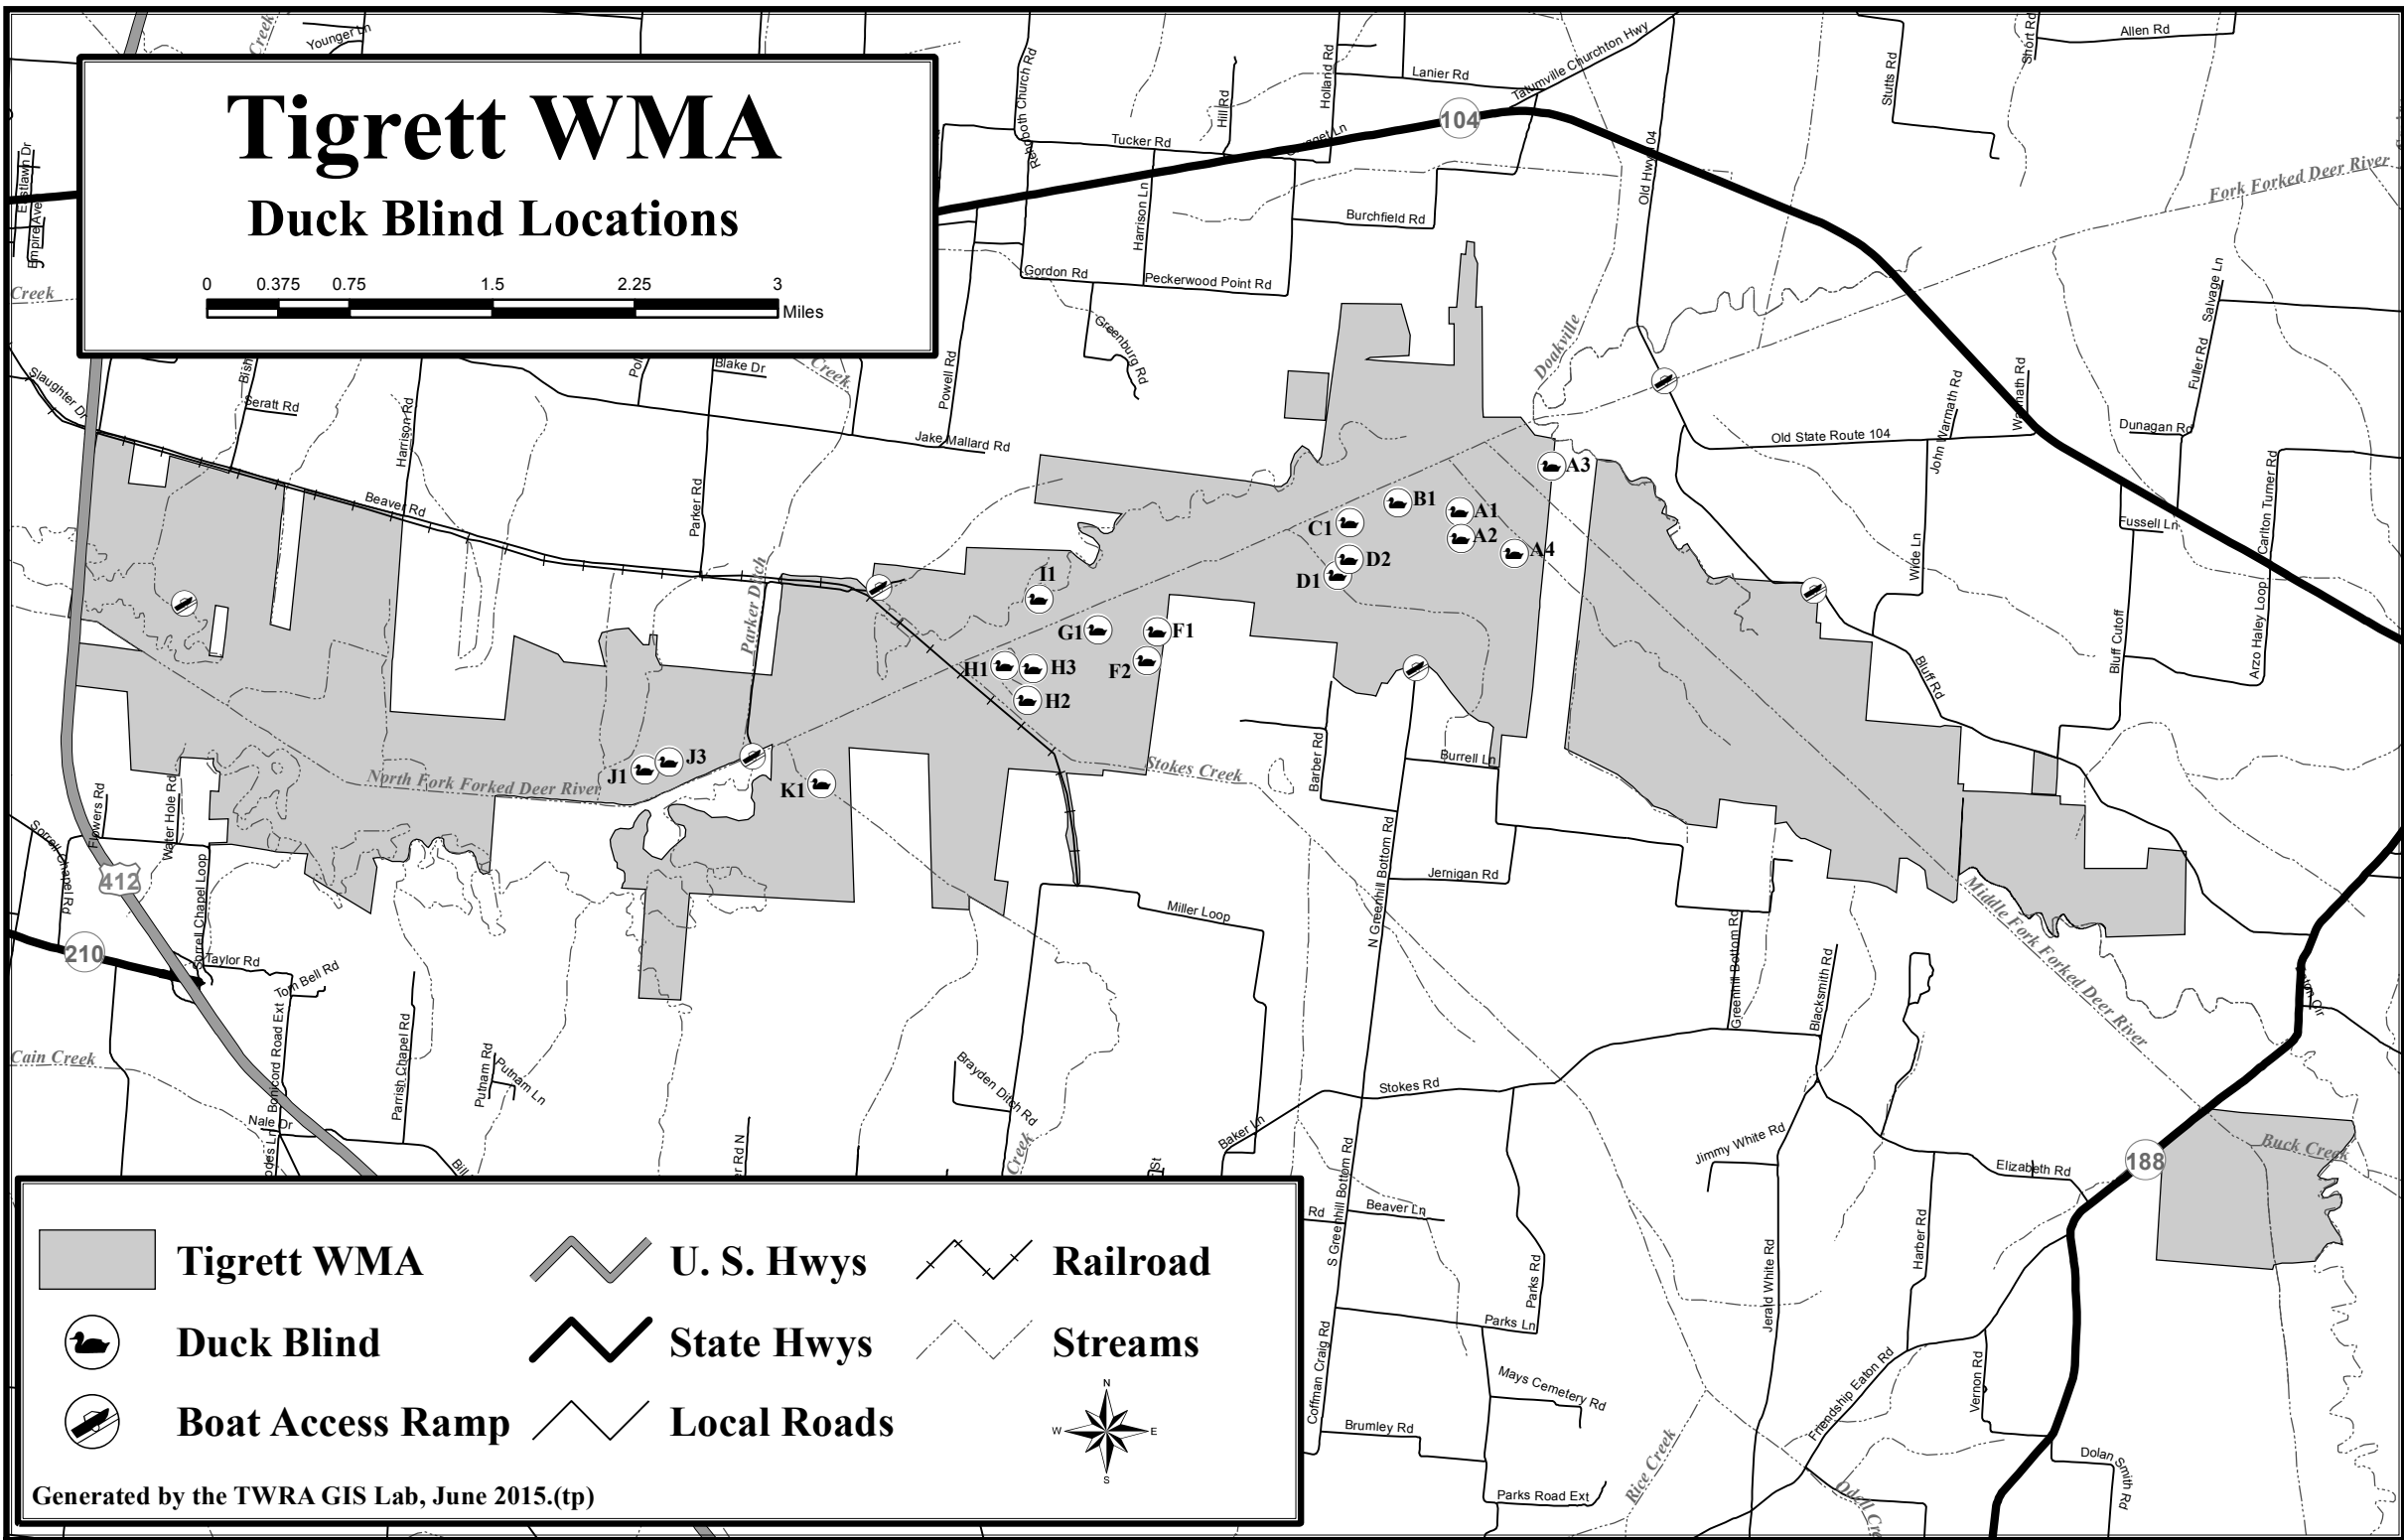 Tigrett WMA
Duck Blind Locations
0 0.375 0.75 1.5 2.25 3
Miles
Younger Ln
Creek
Rehoboth Church Rd
Hill Rd
Holland Rd
Lanier Rd
Tatumville Churchton Hwy
Stutts Rd
Short Rd
Allen Rd
104
Tucker Rd
Old Hwy 104
Fork Forked Deer River
Empire Ave
Harrison Ln
Burchfield Rd
Creek
Gordon Rd
Peckerwood Point Rd
Salvage Ln
Greenburg Rd
Doakville
Slaughter Dr
Blake Dr
Creek
Powell Rd
Fuller Rd
Seratt Rd
Harrison Rd
Jake Mallard Rd
Old State Route 104
John Warmath Rd
Warmath Rd
Dunagan Rd
Beaver Rd
Parker Rd
A3
B1
A1
C1
A2
A4
D2
D1
Fussell Ln
Carlton Turner Rd
Wide Ln
Parker Ditch
I1
G1
F1
F2
H1
H3
H2
Arzo Haley Loop
Bluff Cutoff
Bluff Rd
J1
J3
K1
North Fork Forked Deer River
Stokes Creek
Barber Rd
Burrell Ln
Flowers Rd
Water Hole Rd
Sorrell Chapel Rd
Sorrell Chapel Loop
412
Jernigan Rd
N Greenhill Bottom Rd
Miller Loop
Middle Fork Forked Deer River
210
Taylor Rd
Tom Bell Rd
Greenhill Bottom Rd
Blacksmith Rd
Cain Creek
Bonicord Road Ext
Parrish Chapel Rd
Putnam Rd
Putnam Ln
Brayden Ditch Rd
Stokes Rd
Nale Dr
Baker Ln
Creek
Jimmy White Rd
Elizabeth Rd
188
Buck Creek
S Greenhill Bottom Rd
Rd
Beaver Ln
Harber Rd
Jerald White Rd
Parks Rd
Parks Ln
Coffman Craig Rd
Mays Cemetery Rd
Brumley Rd
Friendship Eaton Rd
Vernon Rd
Dolan Smith Rd
Rice Creek
Parks Road Ext
Tigrett WMA
U. S. Hwys
Railroad
Duck Blind
State Hwys
Streams
Boat Access Ramp
Local Roads
N
W E
S
Generated by the TWRA GIS Lab, June 2015.(tp)